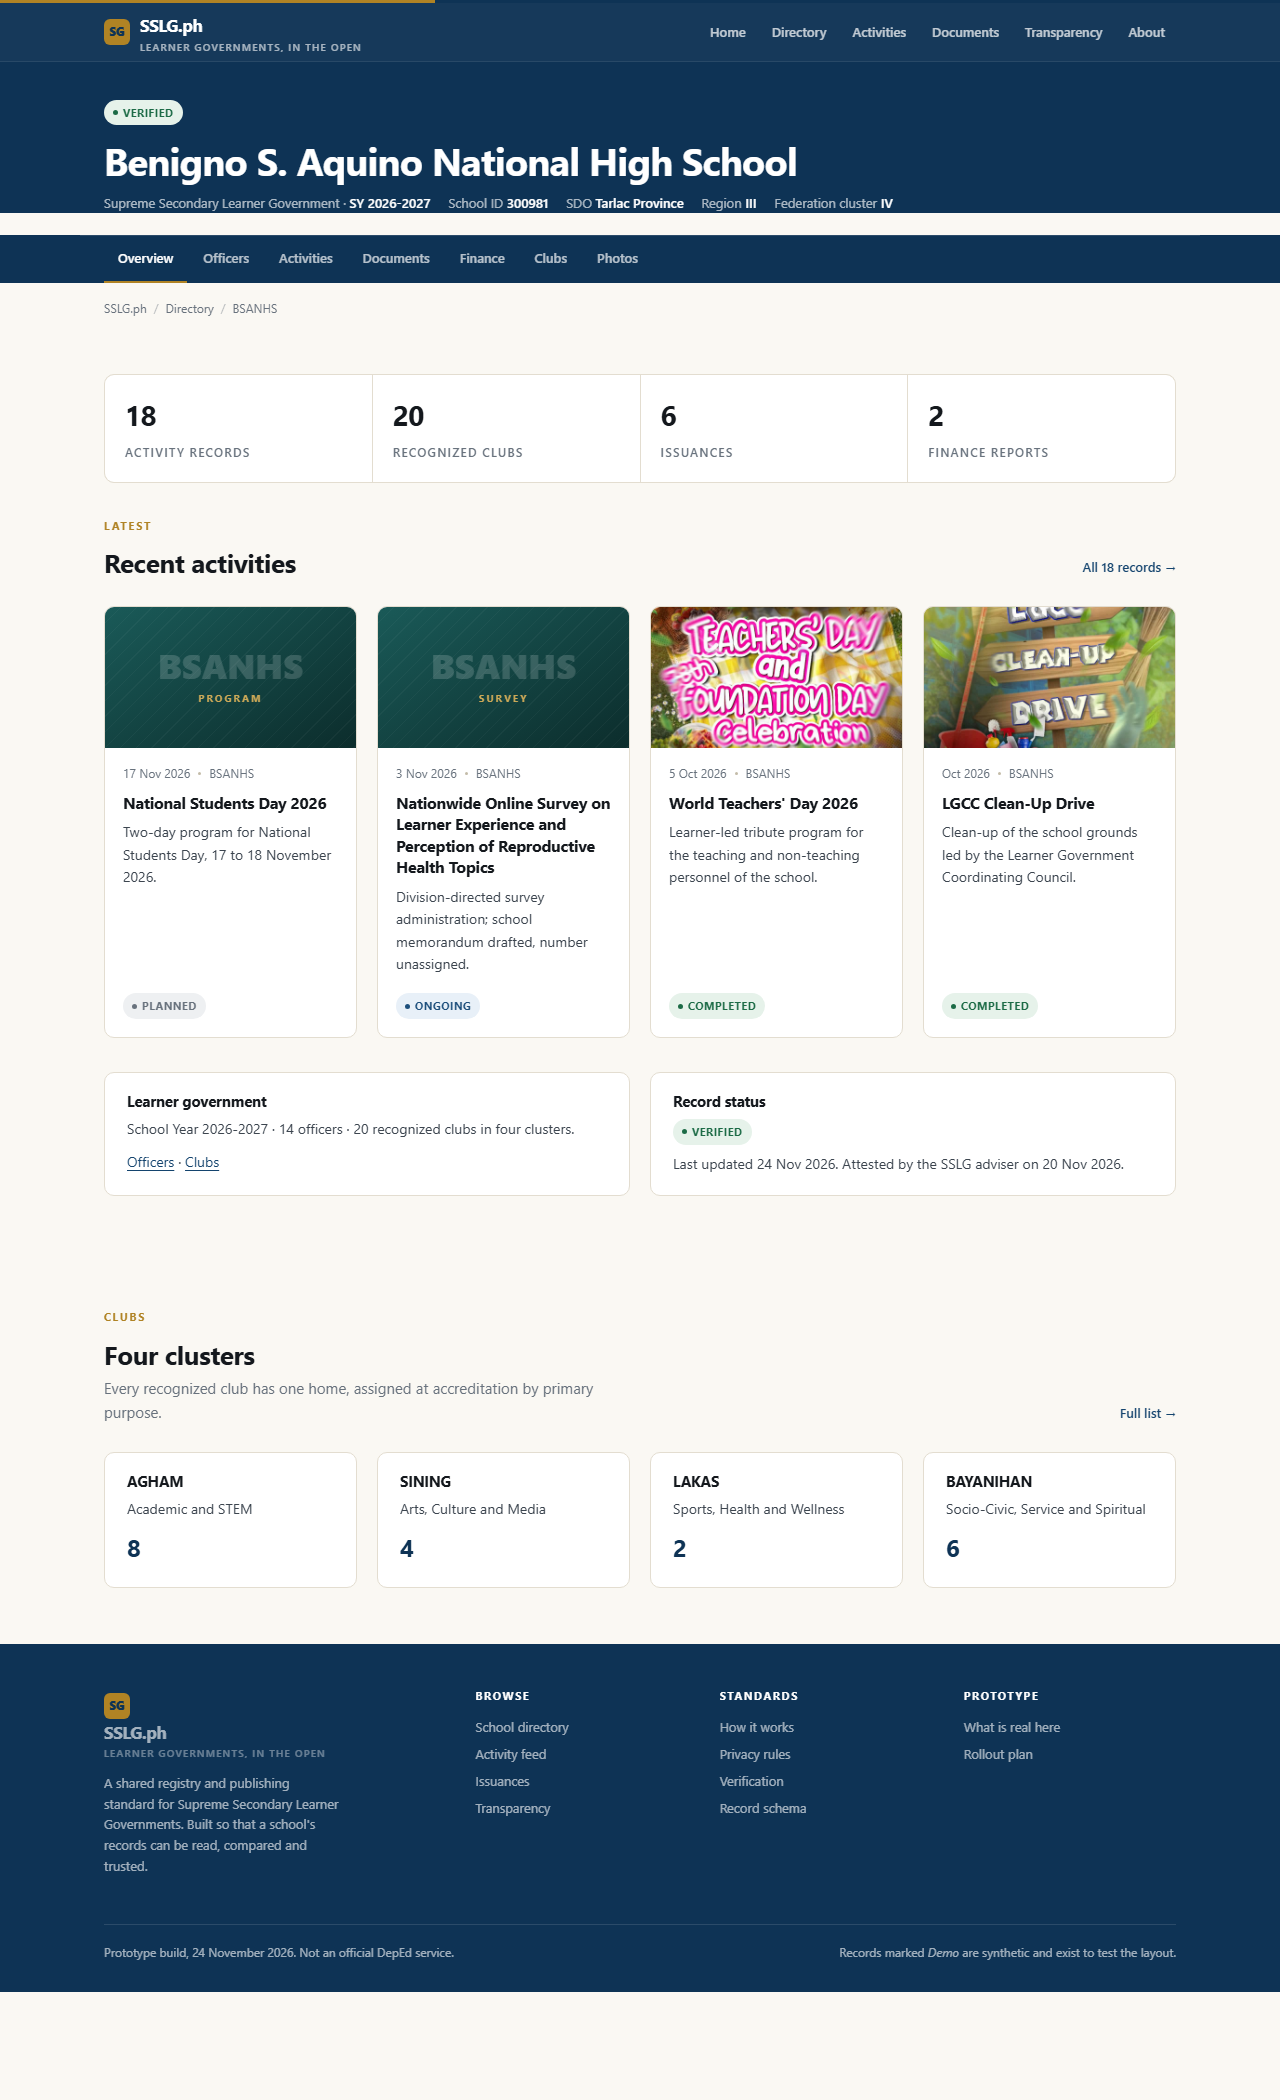 SG
SSLG.ph
LEARNER GOVERNMENTS, IN THE OPEN
Home Directory Activities Documents Transparency About
VERIFIED
Benigno S. Aquino National High School
Supreme Secondary Learner Government · SY 2026-2027 School ID 300981 SDO Tarlac Province Region III Federation cluster IV
Overview Officers Activities Documents Finance Clubs Photos
SSLG.ph / Directory / BSANHS
18
ACTIVITY RECORDS
20
RECOGNIZED CLUBS
6
ISSUANCES
2
FINANCE REPORTS
LATEST
Recent activities
All 18 records →
BSANHS
PROGRAM
17 Nov 2026 • BSANHS
National Students Day 2026
Two-day program for National
Students Day, 17 to 18 November
2026.
PLANNED
BSANHS
SURVEY
3 Nov 2026 • BSANHS
Nationwide Online Survey on
Learner Experience and
Perception of Reproductive
Health Topics
Division-directed survey
administration; school
memorandum drafted, number
unassigned.
ONGOING
TEACHERS' DAY
and
FOUNDATION DAY
Celebration
5 Oct 2026 • BSANHS
World Teachers' Day 2026
Learner-led tribute program for
the teaching and non-teaching
personnel of the school.
COMPLETED
LGCC
CLEAN-UP
DRIVE
Oct 2026 • BSANHS
LGCC Clean-Up Drive
Clean-up of the school grounds
led by the Learner Government
Coordinating Council.
COMPLETED
Learner government
School Year 2026-2027 · 14 officers · 20 recognized clubs in four clusters.
Officers · Clubs
Record status
VERIFIED
Last updated 24 Nov 2026. Attested by the SSLG adviser on 20 Nov 2026.
CLUBS
Four clusters
Every recognized club has one home, assigned at accreditation by primary
purpose.
Full list →
AGHAM
Academic and STEM
8
SINING
Arts, Culture and Media
4
LAKAS
Sports, Health and Wellness
2
BAYANIHAN
Socio-Civic, Service and Spiritual
6
SG
SSLG.ph
LEARNER GOVERNMENTS, IN THE OPEN
A shared registry and publishing
standard for Supreme Secondary Learner
Governments. Built so that a school's
records can be read, compared and
trusted.
BROWSE
School directory
Activity feed
Issuances
Transparency
STANDARDS
How it works
Privacy rules
Verification
Record schema
PROTOTYPE
What is real here
Rollout plan
Prototype build, 24 November 2026. Not an official DepEd service.
Records marked Demo are synthetic and exist to test the layout.